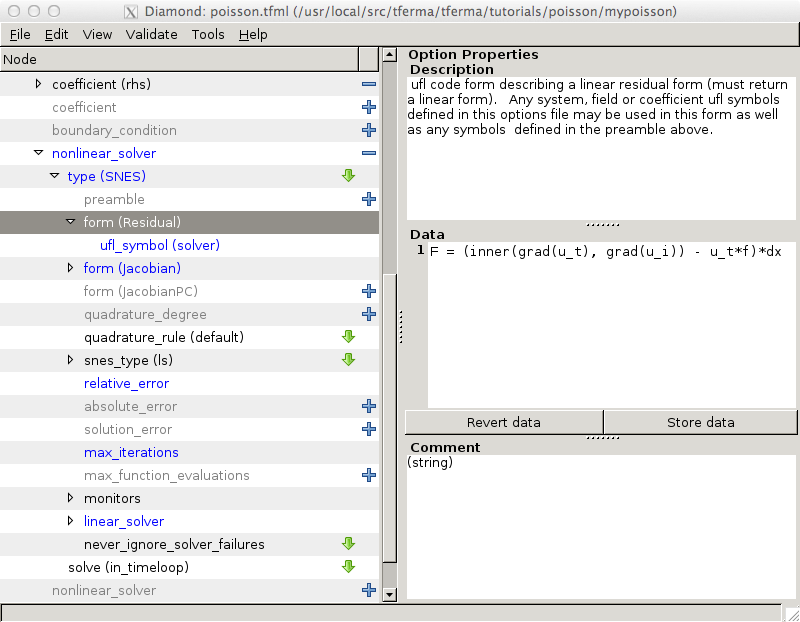 Diamond: poisson.tfml (/usr/local/src/tferma/tferma/tutorials/poisson/mypoisson)
File Edit View Validate Tools Help
Node
coefficient (rhs)
coefficient
boundary_condition
nonlinear_solver
type (SNES)
preamble
form (Residual)
ufl_symbol (solver)
form (Jacobian)
form (JacobianPC)
quadrature_degree
quadrature_rule (default)
snes_type (ls)
relative_error
absolute_error
solution_error
max_iterations
max_function_evaluations
monitors
linear_solver
never_ignore_solver_failures
solve (in_timeloop)
nonlinear_solver
Option Properties
Description
ufl code form describing a linear residual form (must return
a linear form).   Any system, field or coefficient ufl symbols
defined in this options file may be used in this form as well
as any symbols  defined in the preamble above.
Data
1 F = (inner(grad(u_t), grad(u_i)) - u_t*f)*dx
Revert data Store data
Comment
(string)